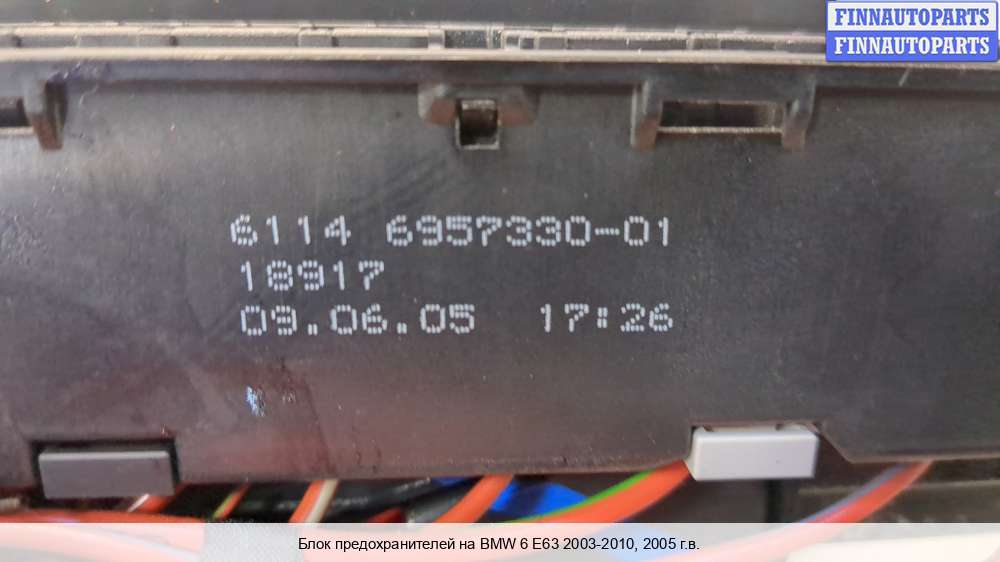 FINNAUTOPARTS
FINNAUTOPARTS
6114 6957330-01
18917
09.06.05 17:26
Блок предохранителей на BMW 6 E63 2003-2010, 2005 г.в.